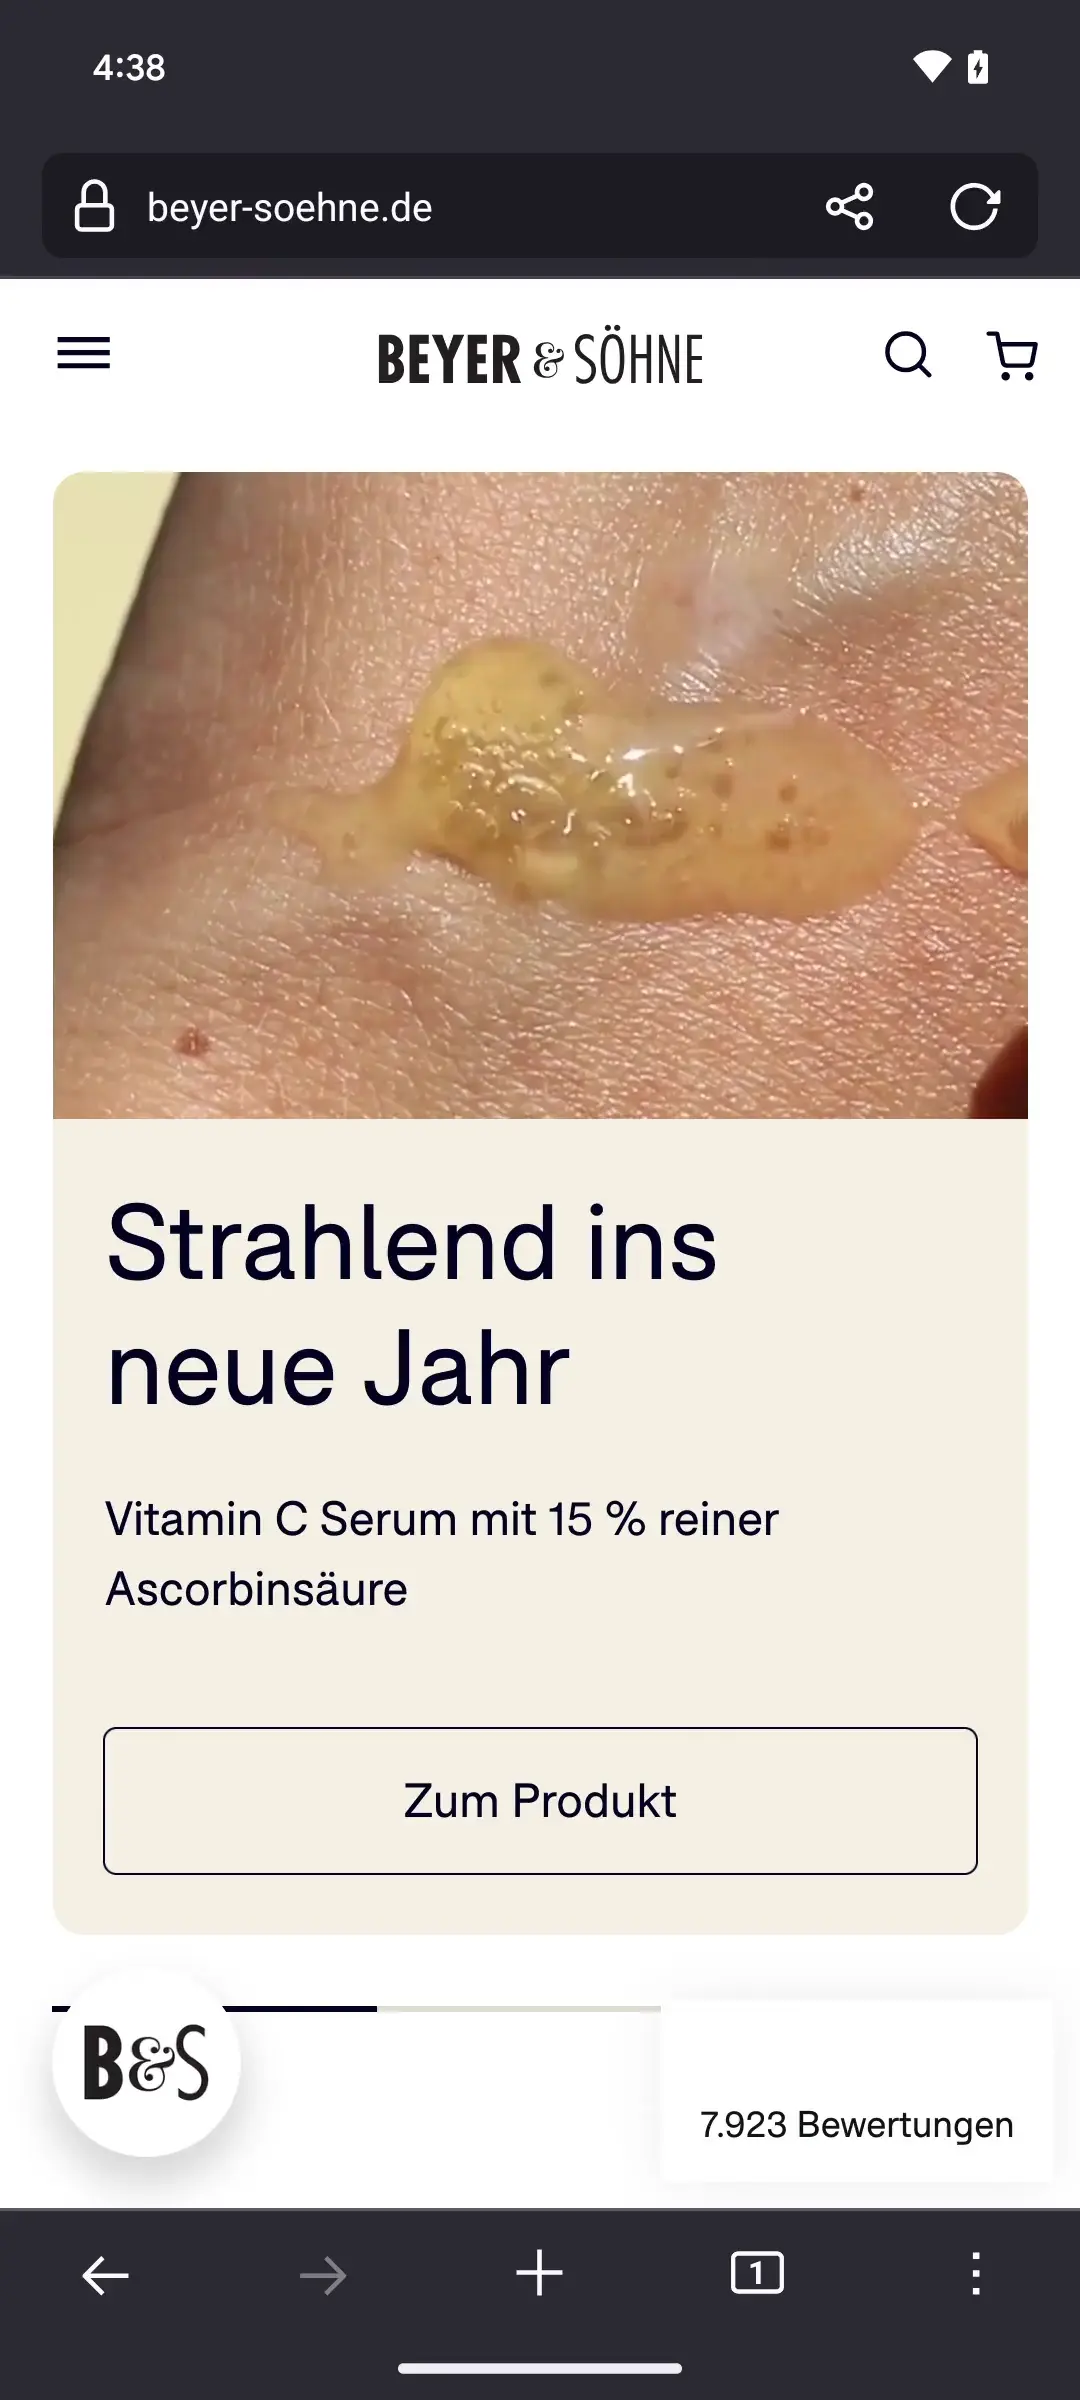 4:38
beyer-soehne.de
BEYER & SÖHNE
Strahlend ins
neue Jahr
Vitamin C Serum mit 15 % reiner
Ascorbinsäure
Zum Produkt
B&S
7.923 Bewertungen
1